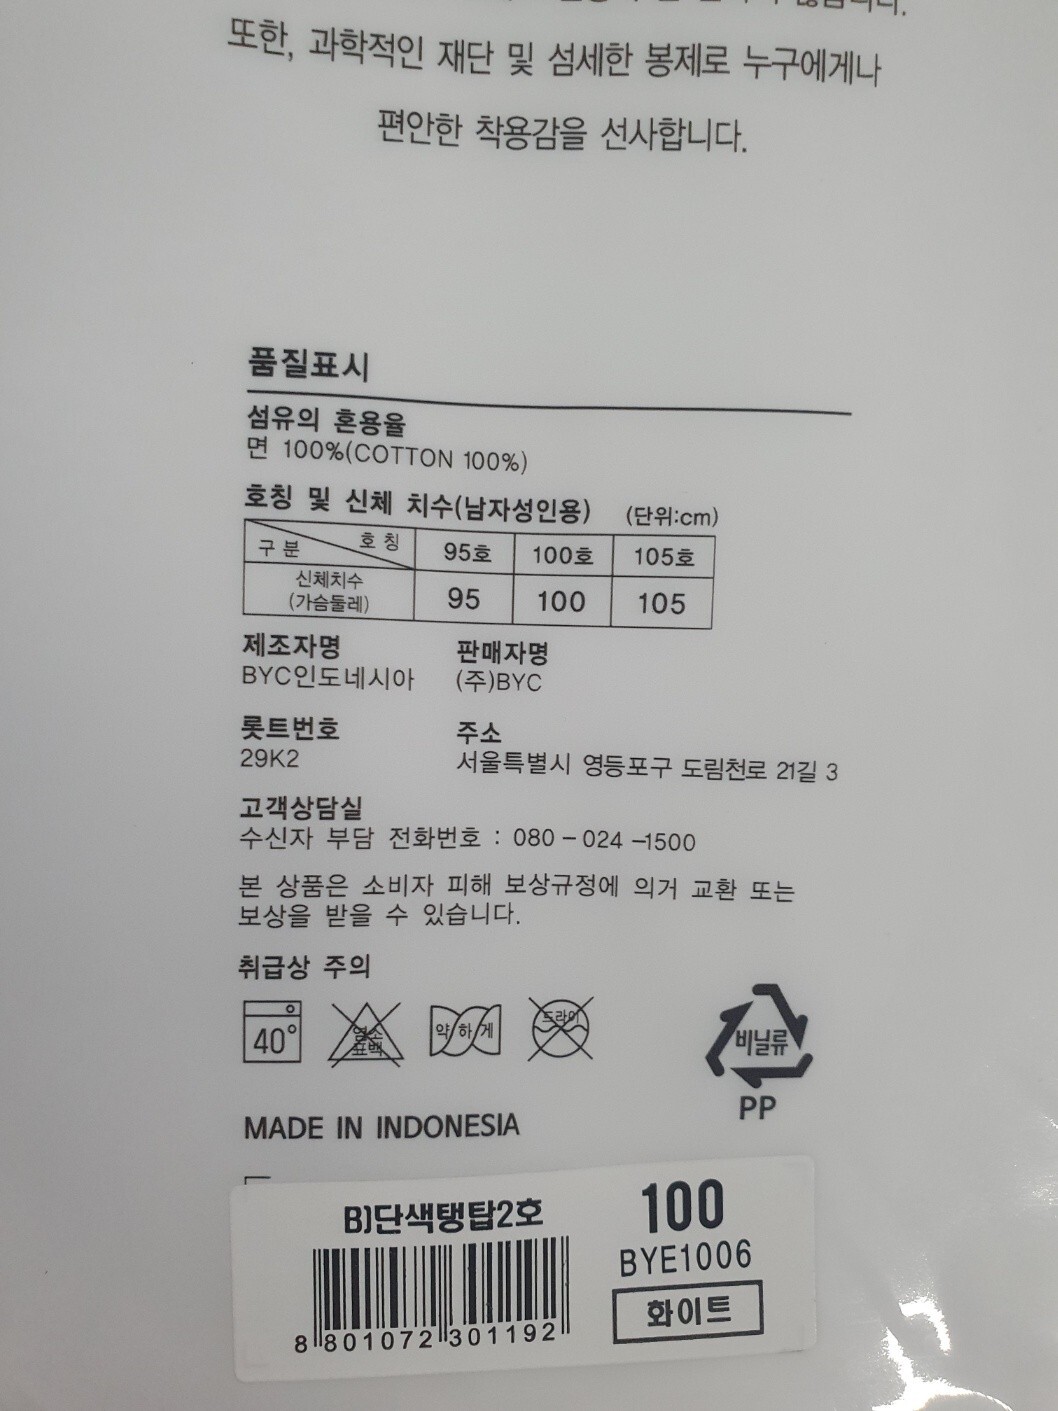 않습니다.
또한, 과학적인 재단 및 섬세한 봉제로 누구에게나
편안한 착용감을 선사합니다.
품질표시
섬유의 혼용율
면 100%(COTTON 100%)
호칭 및 신체 치수(남자성인용) (단위:cm)
구분 호칭 95호 100호 105호
신체치수
(가슴둘레) 95 100 105
제조자명 판매자명
BYC인도네시아 (주)BYC
롯트번호 주소
29K2 서울특별시 영등포구 도림천로 21길 3
고객상담실
수신자 부담 전화번호 : 080-024-1500
본 상품은 소비자 피해 보상규정에 의거 교환 또는
보상을 받을 수 있습니다.
취급상 주의
40°
염소
표백
약하게
드라이
비닐류
PP
MADE IN INDONESIA
B)단색탱탑2호
100
BYE1006
화이트
8 801072 301192